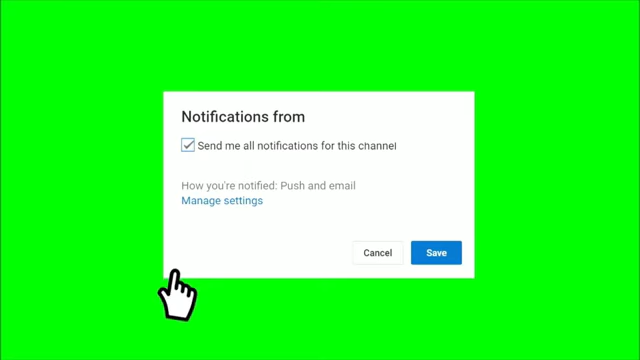 Notifications from
Send me all notifications for this channel
How you're notified: Push and email
Manage settings
Cancel
Save